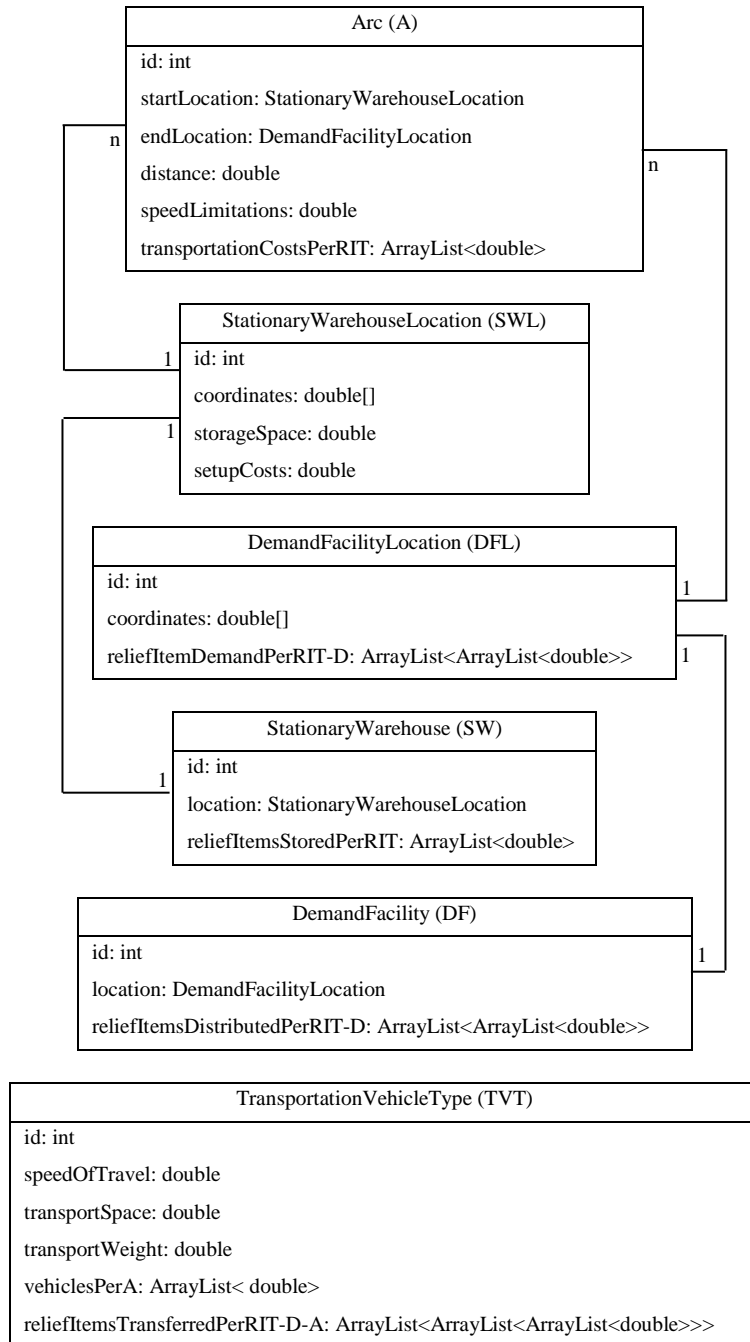 Arc (A)
id: int
startLocation: StationaryWarehouseLocation
endLocation: DemandFacilityLocation
n
distance: double
n
speedLimitations: double
transportationCostsPerRIT: ArrayList<double>
StationaryWarehouseLocation (SWL)
1
id: int
coordinates: double[]
1
storageSpace: double
setupCosts: double
DemandFacilityLocation (DFL)
id: int
1
coordinates: double[]
reliefItemDemandPerRIT-D: ArrayList<ArrayList<double>>
1
StationaryWarehouse (SW)
id: int
1
location: StationaryWarehouseLocation
reliefItemsStoredPerRIT: ArrayList<double>
DemandFacility (DF)
id: int
1
location: DemandFacilityLocation
reliefItemsDistributedPerRIT-D: ArrayList<ArrayList<double>>
TransportationVehicleType (TVT)
id: int
speedOfTravel: double
transportSpace: double
transportWeight: double
vehiclesPerA: ArrayList< double>
reliefItemsTransferredPerRIT-D-A: ArrayList<ArrayList<ArrayList<double>>>